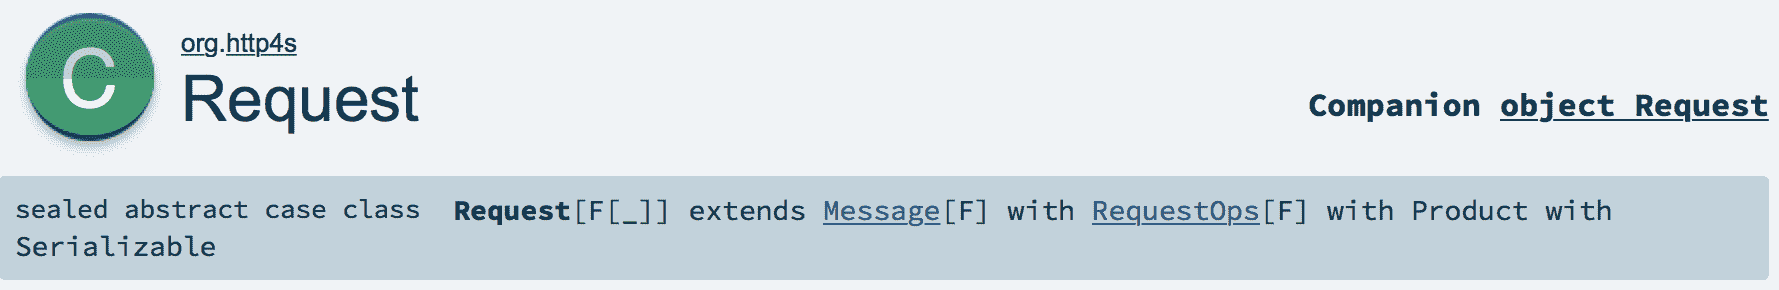 C
org.http4s
Request
Companion object Request
sealed abstract case class Request[F[_]] extends Message[F] with RequestOps[F] with Product with
Serializable